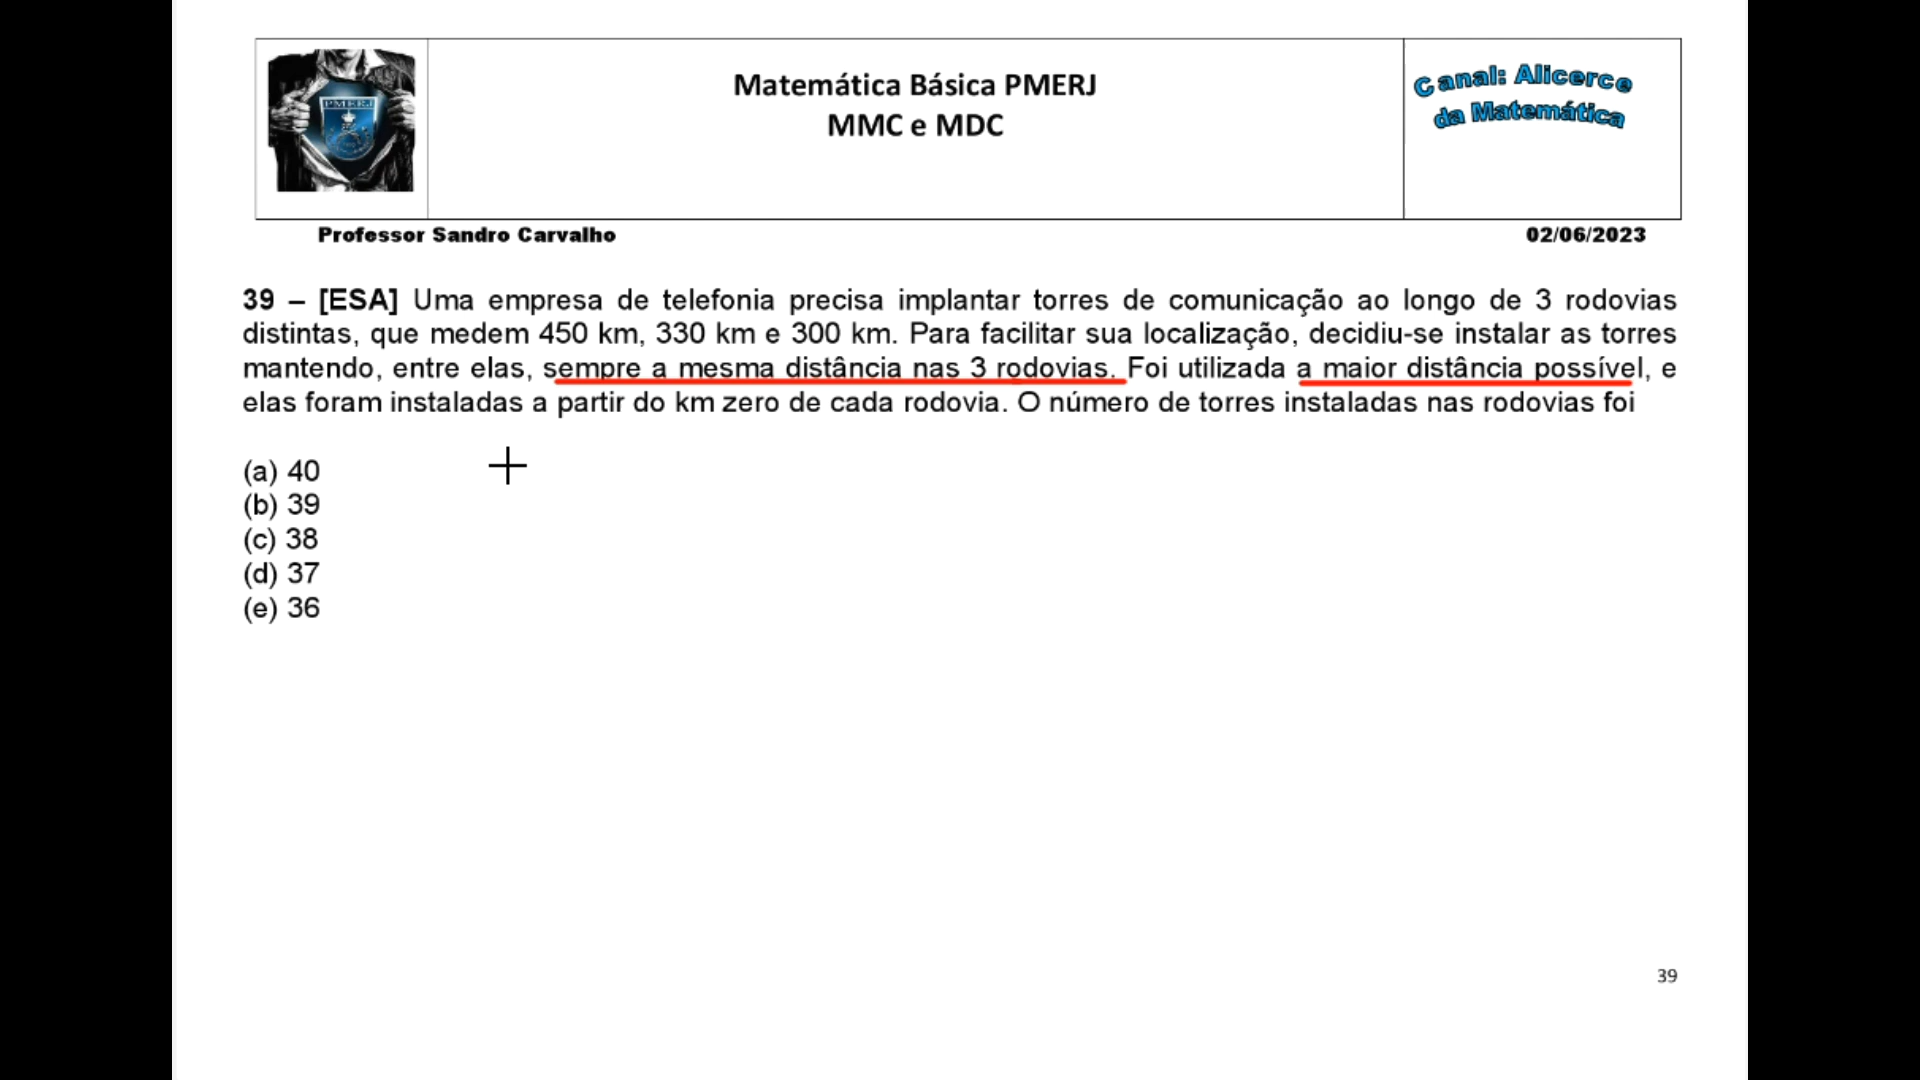 PMERJ
Matemática Básica PMERJ
MMC e MDC
Canal: Alicerce
da Matemática
Professor Sandro Carvalho
02/06/2023
39 – [ESA] Uma empresa de telefonia precisa implantar torres de comunicação ao longo de 3 rodovias
distintas, que medem 450 km, 330 km e 300 km. Para facilitar sua localização, decidiu-se instalar as torres
mantendo, entre elas, sempre a mesma distância nas 3 rodovias. Foi utilizada a maior distância possível, e
elas foram instaladas a partir do km zero de cada rodovia. O número de torres instaladas nas rodovias foi
(a) 40
(b) 39
(c) 38
(d) 37
(e) 36
39